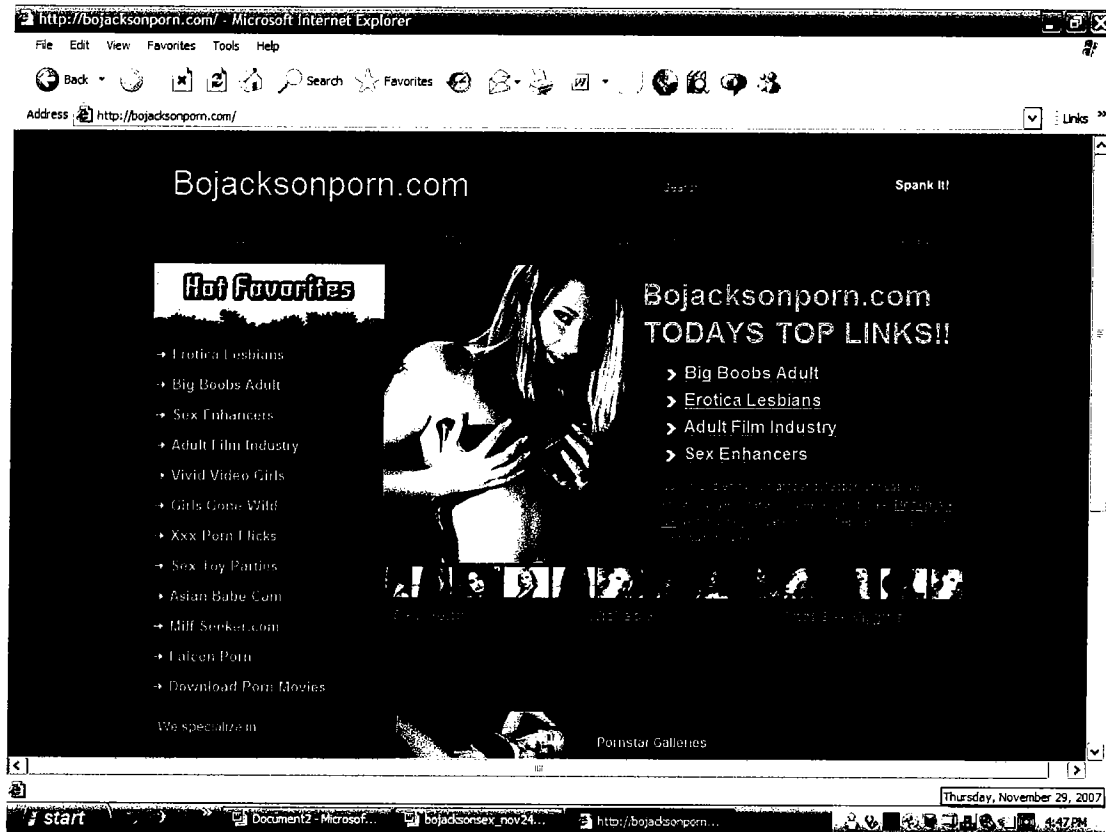 http://bojacksonporn.com/ - Microsoft Internet Explorer
File Edit View Favorites Tools Help
Back Search Favorites
Address http://bojacksonporn.com/ Links
Bojacksonporn.com Search Spank It!
Hot Favorites
Erotica Lesbians
Big Boobs Adult
Sex Enhancers
Adult Film Industry
Vivid Video Girls
Girls Gone Wild
Xxx Porn Flicks
Sex Toy Parties
Asian Babe Cam
Milf Seeker.com
Falcon Porn
Download Porn Movies
We specialize in
Bojacksonporn.com
TODAYS TOP LINKS!!
Big Boobs Adult
Erotica Lesbians
Adult Film Industry
Sex Enhancers
Pornstar Galleries
Thursday, November 29, 2007
start Document2 - Microsof... bojacksonsex_nov24... http://bojacksonporn... 4:47 PM